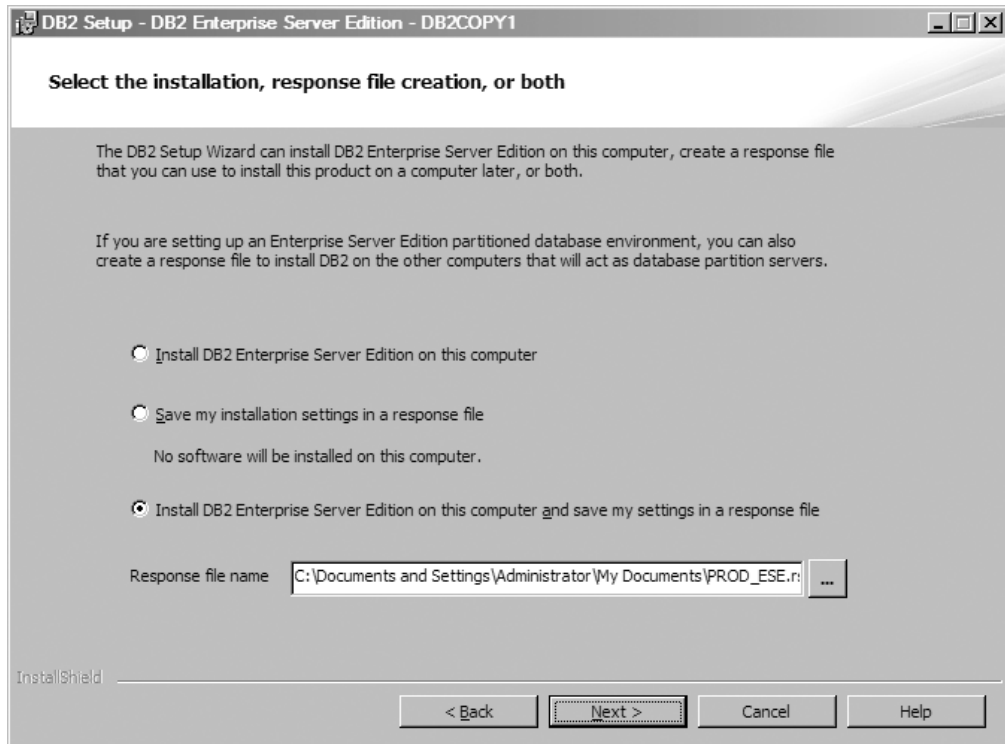 DB2 Setup - DB2 Enterprise Server Edition - DB2COPY1
Select the installation, response file creation, or both
The DB2 Setup Wizard can install DB2 Enterprise Server Edition on this computer, create a response file
that you can use to install this product on a computer later, or both.
If you are setting up an Enterprise Server Edition partitioned database environment, you can also
create a response file to install DB2 on the other computers that will act as database partition servers.
Install DB2 Enterprise Server Edition on this computer
Save my installation settings in a response file
No software will be installed on this computer.
Install DB2 Enterprise Server Edition on this computer and save my settings in a response file
Response file name C:\Documents and Settings\Administrator\My Documents\PROD_ESE.r ...
InstallShield
< Back Next > Cancel Help